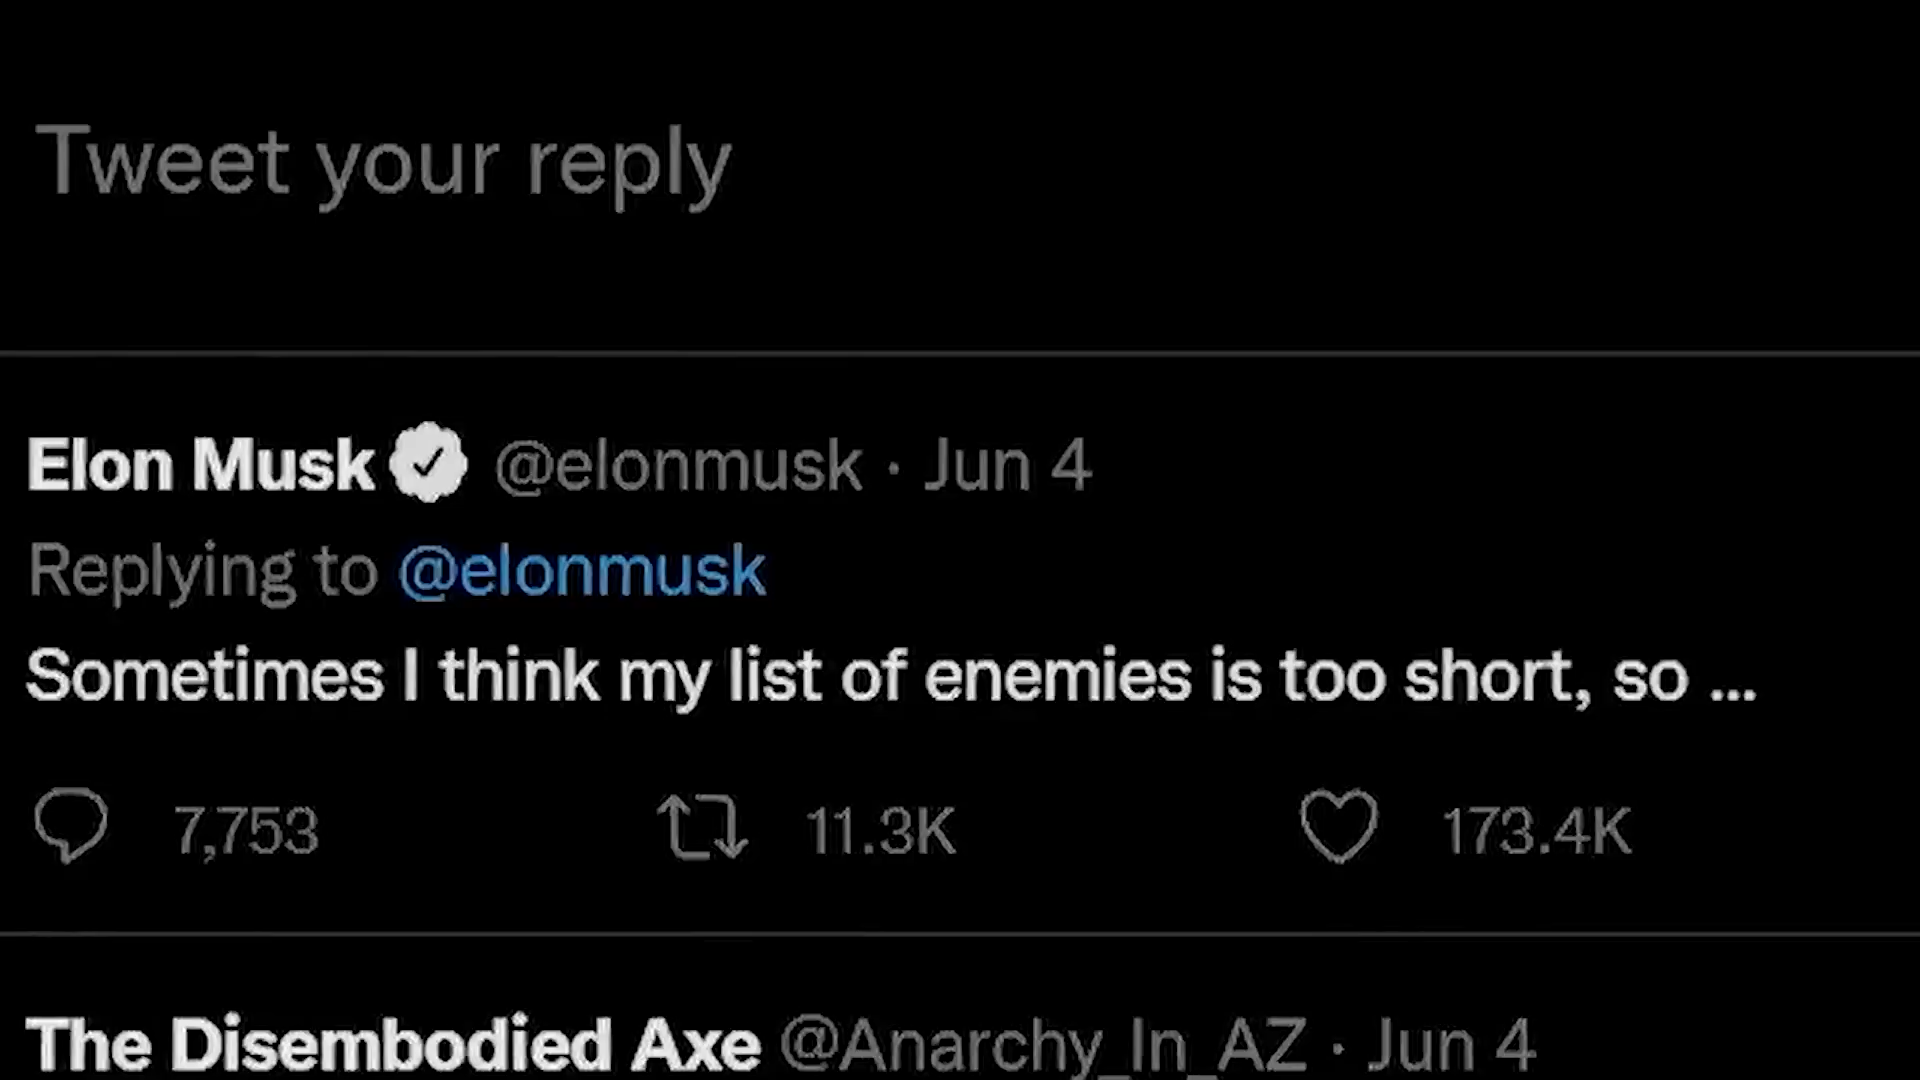 Tweet your reply
Elon Musk @elonmusk · Jun 4
Replying to @elonmusk
Sometimes I think my list of enemies is too short, so ...
7,753 11.3K 173.4K
The Disembodied Axe @Anarchy_In_AZ · Jun 4